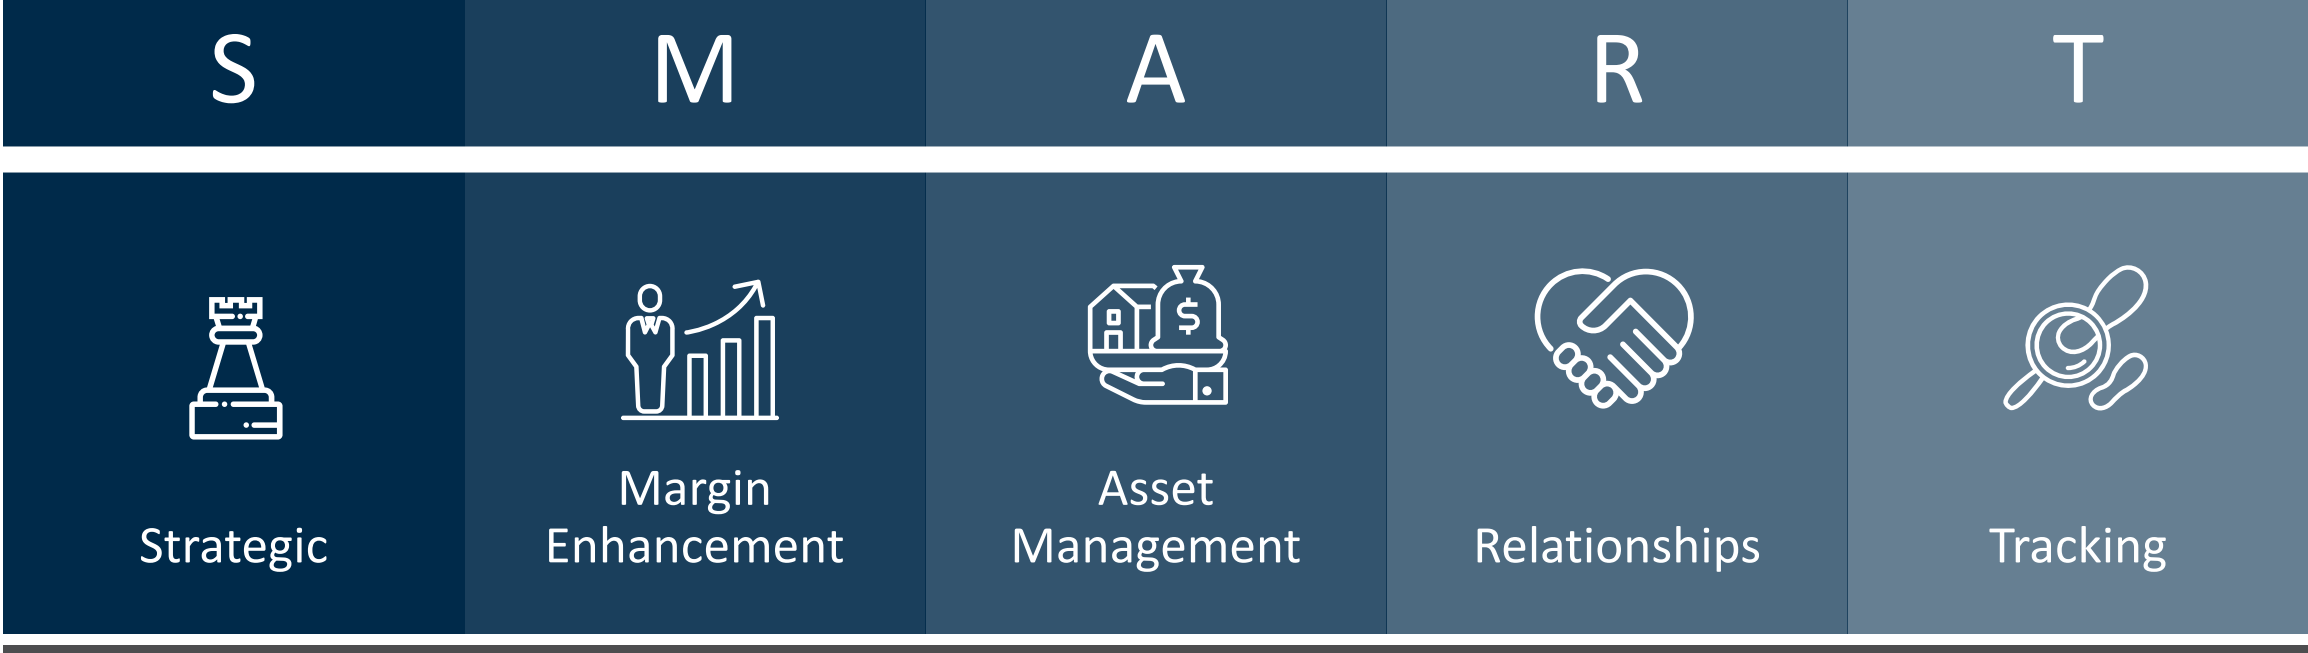 S
M
A
R
T
Strategic
Margin
Enhancement
Asset
Management
Relationships
Tracking